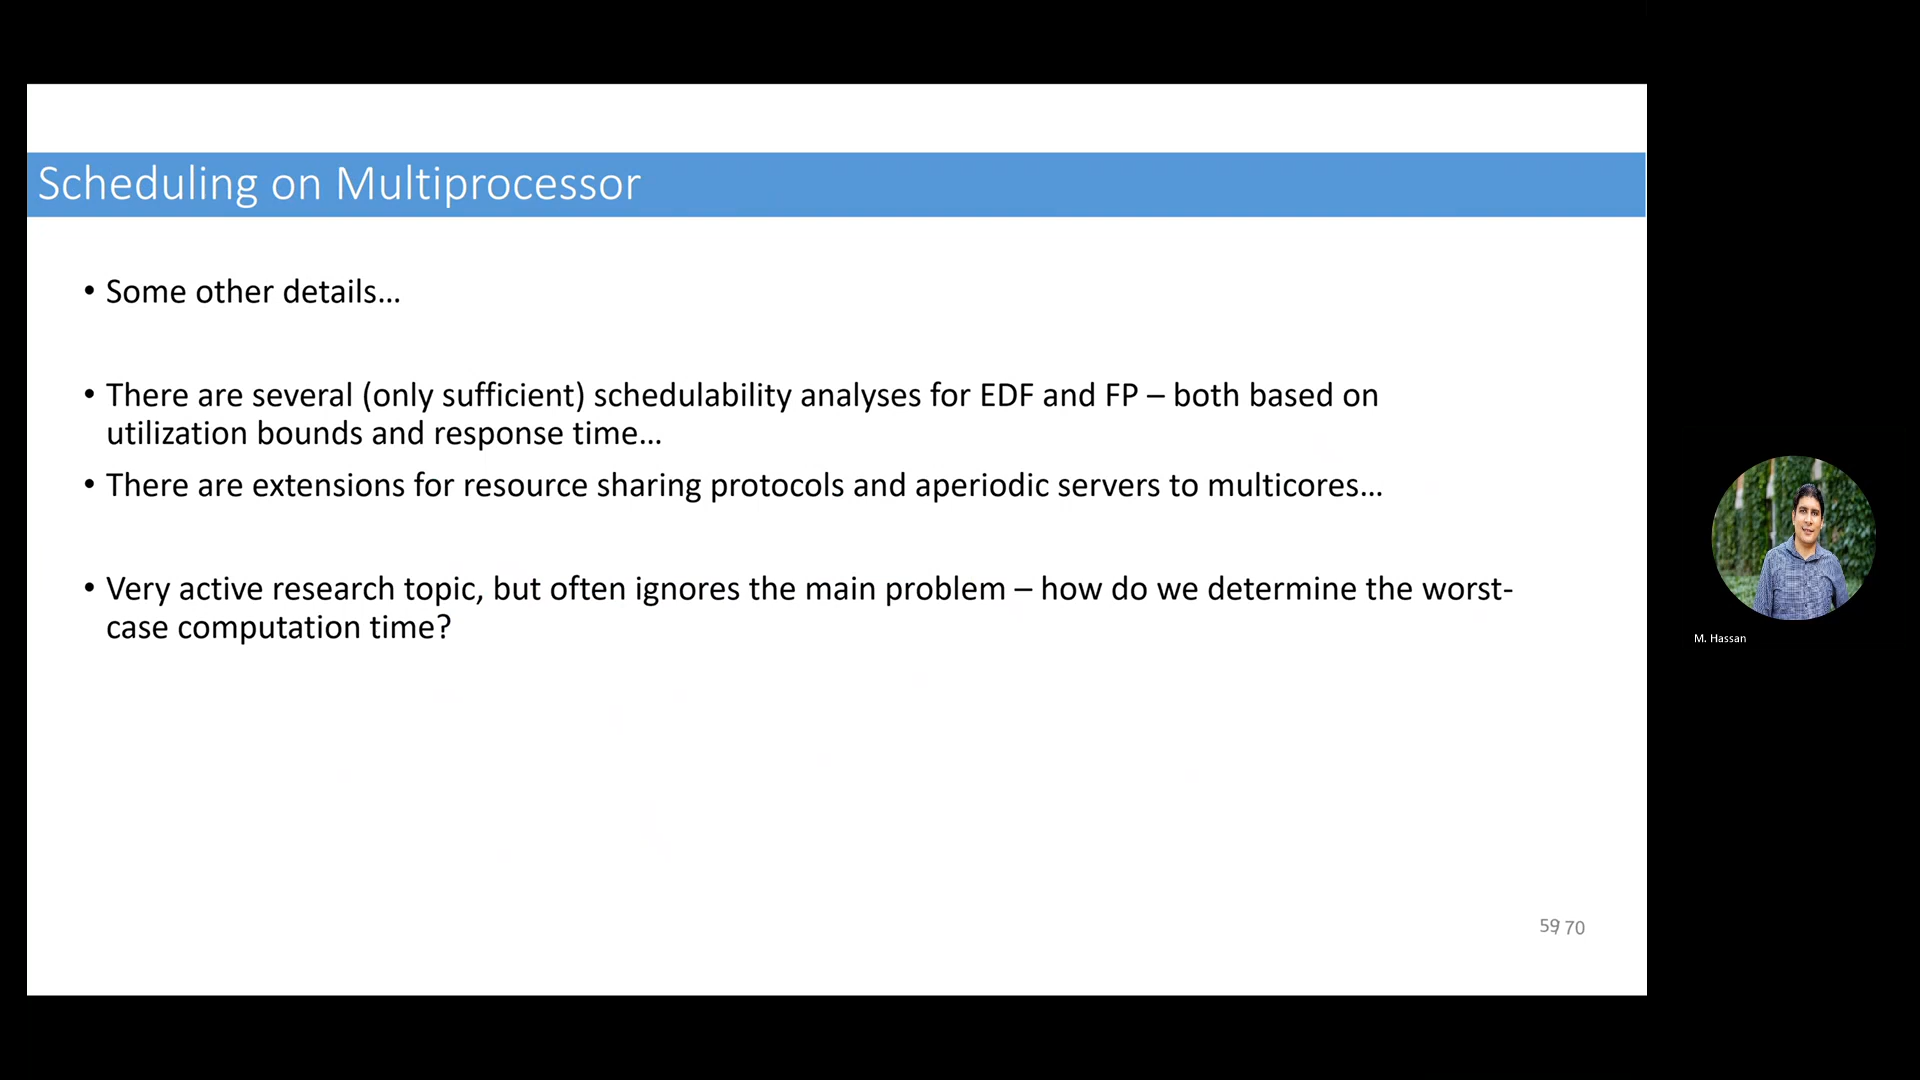 Scheduling on Multiprocessor
• Some other details…
• There are several (only sufficient) schedulability analyses for EDF and FP – both based on
utilization bounds and response time…
• There are extensions for resource sharing protocols and aperiodic servers to multicores…
• Very active research topic, but often ignores the main problem – how do we determine the worst-
case computation time?
M. Hassan
59/ 70